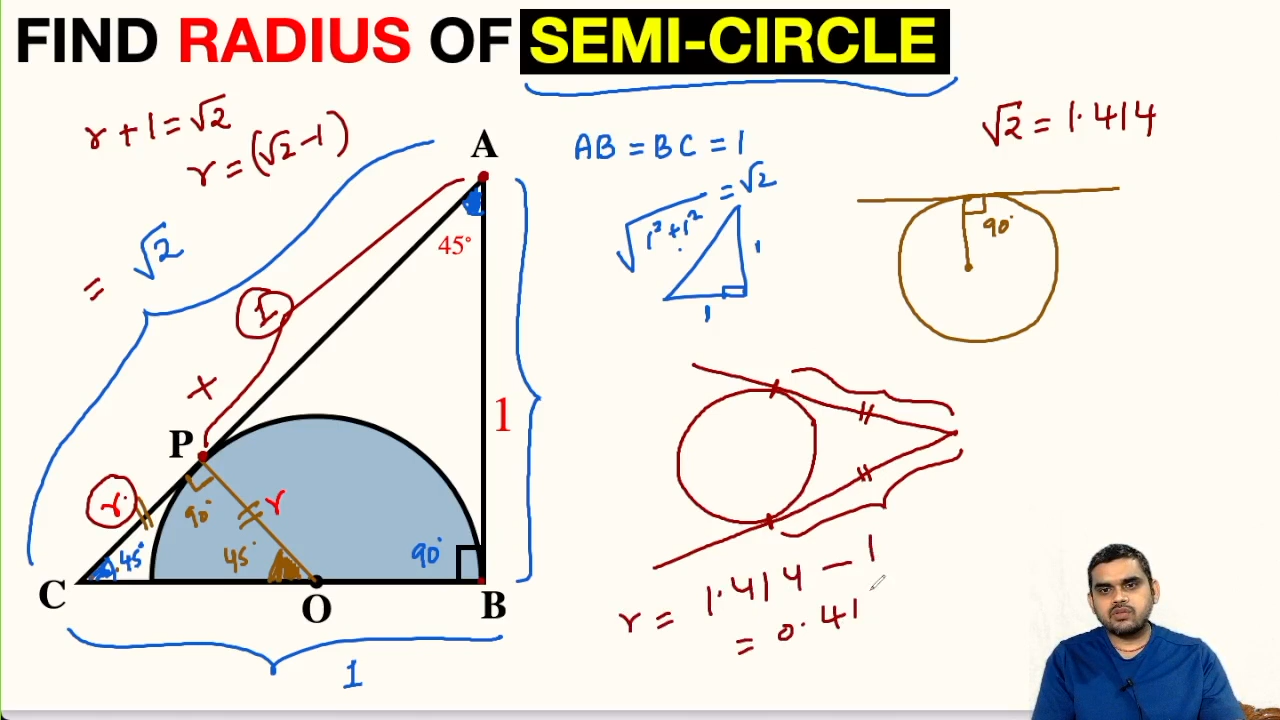 FIND RADIUS OF SEMI-CIRCLE
r + 1 = √2
r = (√2 - 1)
= √2
A
45°
1
1
+
P
r
r
90°
45°
45°
90°
C
O
B
1
AB = BC = 1
√1² + 1² = √2
1
1
√2 = 1.414
90°
r = 1.414 - 1
= 0.41